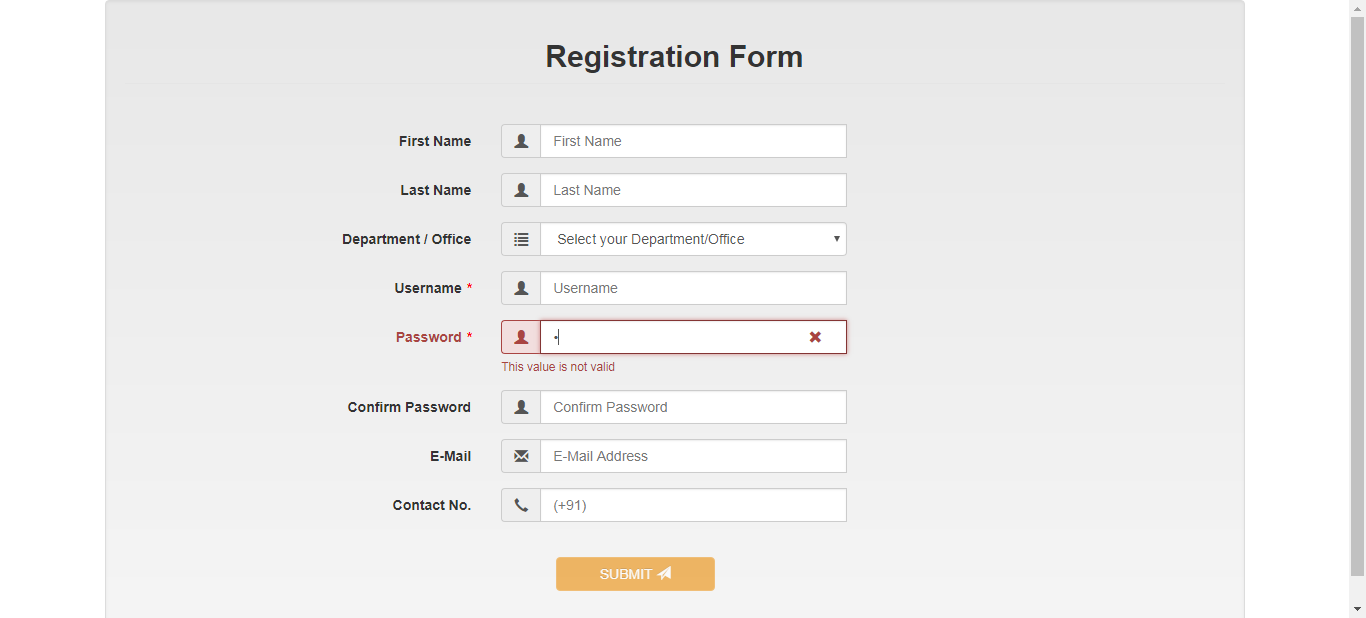 Registration Form
First Name First Name
Last Name Last Name
Department / Office Select your Department/Office
Username * Username
Password * •
This value is not valid
Confirm Password Confirm Password
E-Mail E-Mail Address
Contact No. (+91)
SUBMIT